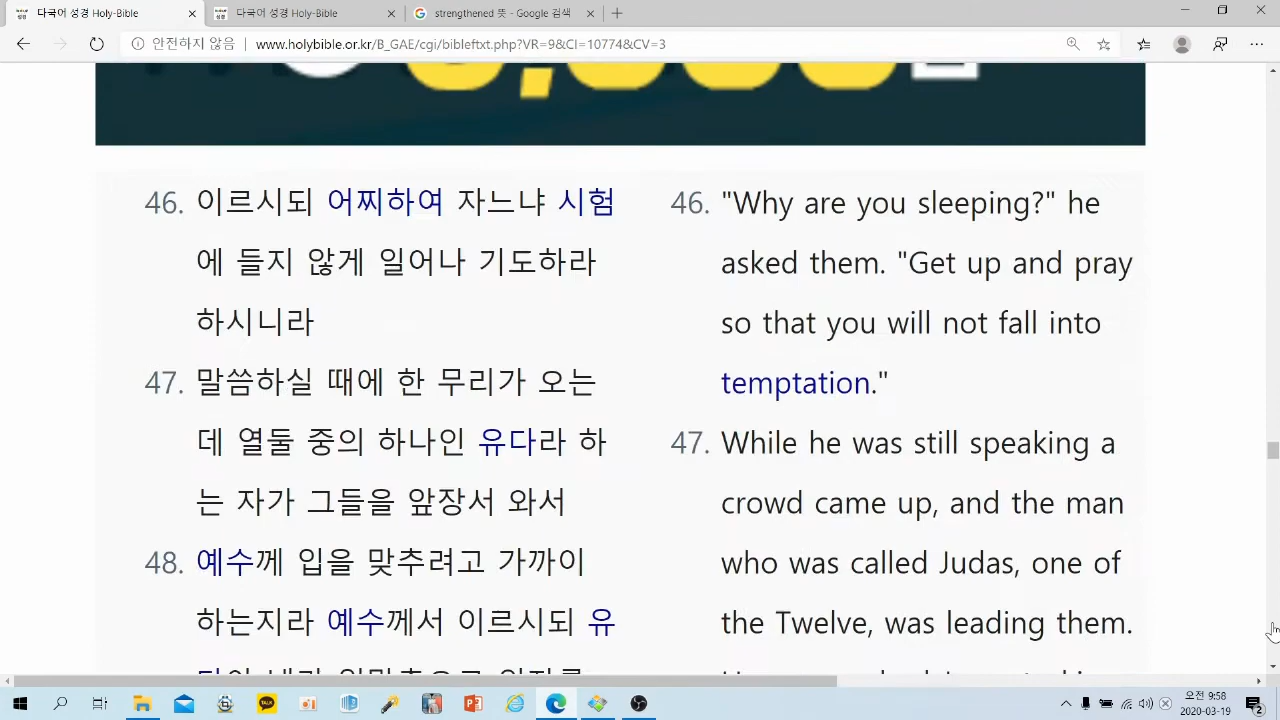 다국어 성경 Holy-Bible
다국어 성경 Holy-Bible
strengthened 뜻 - Google 검색
안전하지 않음
www.holybible.or.kr/B_GAE/cgi/bibleftxt.php?VR=9&CI=10774&CV=3
46. 이르시되 어찌하여 자느냐 시험
에 들지 않게 일어나 기도하라
하시니라
47. 말씀하실 때에 한 무리가 오는
데 열둘 중의 하나인 유다라 하
는 자가 그들을 앞장서 와서
48. 예수께 입을 맞추려고 가까이
하는지라 예수께서 이르시되 유
46. "Why are you sleeping?" he
asked them. "Get up and pray
so that you will not fall into
temptation."
47. While he was still speaking a
crowd came up, and the man
who was called Judas, one of
the Twelve, was leading them.
TALK
오전 9:58
2020-03-19
2